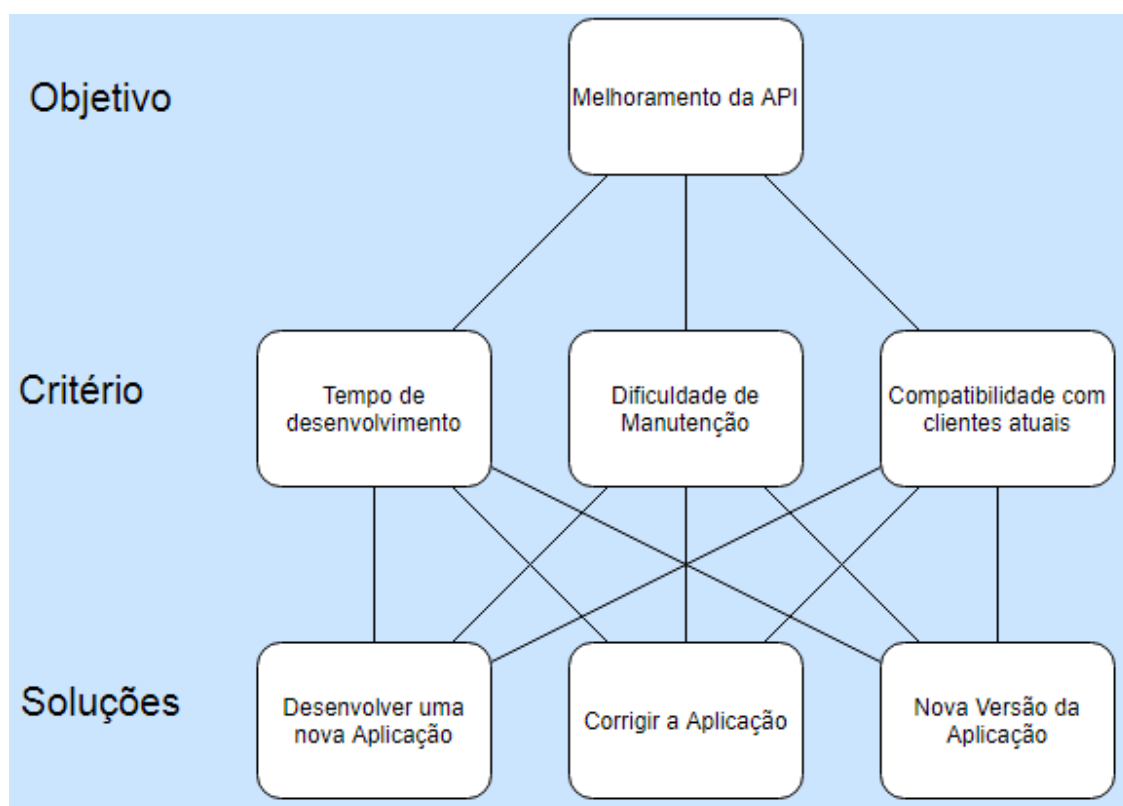 Objetivo
Melhoramento da API
Critério
Tempo de
desenvolvimento
Dificuldade de
Manutenção
Compatibilidade com
clientes atuais
Soluções
Desenvolver uma
nova Aplicação
Corrigir a Aplicação
Nova Versão da
Aplicação